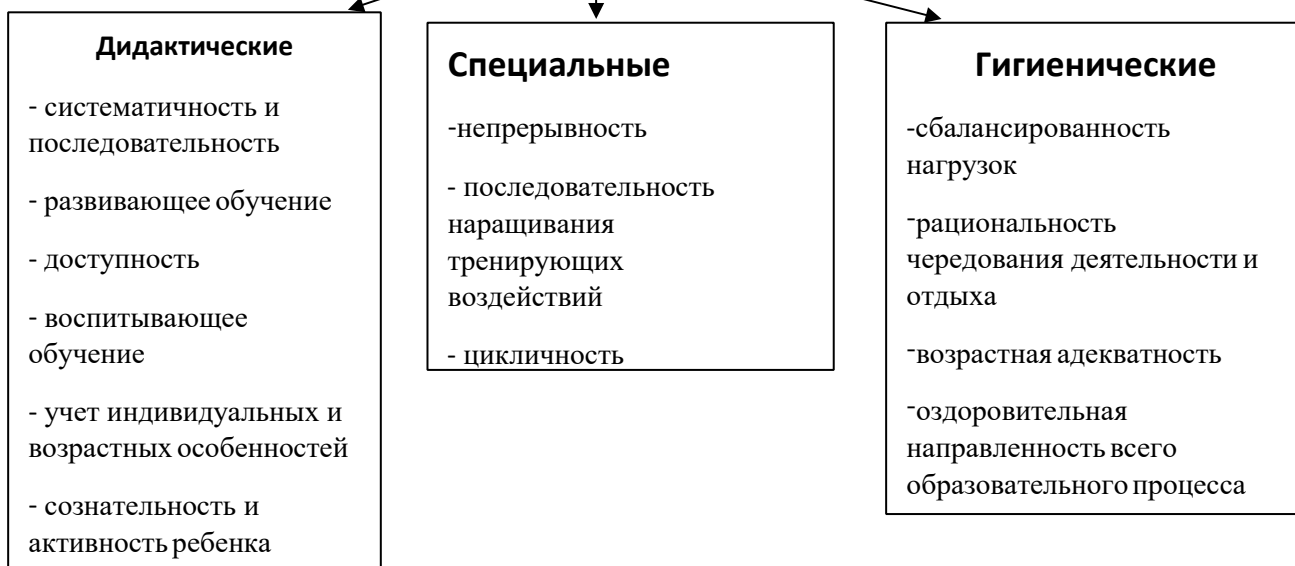 Дидактические
- систематичность и
последовательность
- развивающее обучение
- доступность
- воспитывающее
обучение
- учет индивидуальных и
возрастных особенностей
- сознательность и
активность ребенка
Специальные
-непрерывность
- последовательность
наращивания
тренирующих
воздействий
- цикличность
Гигиенические
-сбалансированность
нагрузок
-рациональность
чередования деятельности и
отдыха
-возрастная адекватность
-оздоровительная
направленность всего
образовательного процесса